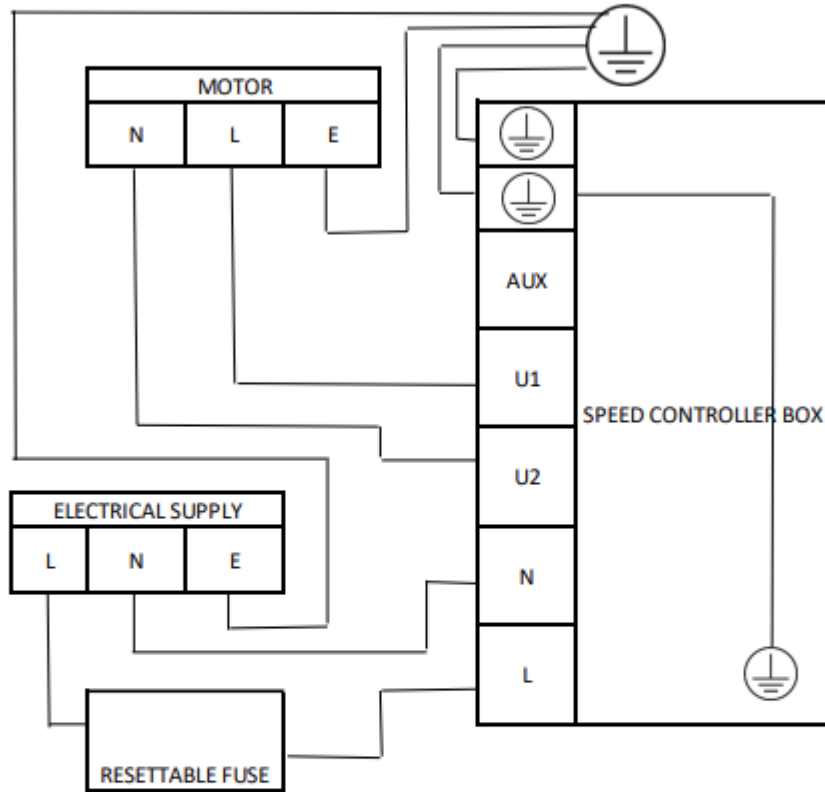 MOTOR
N L E
AUX
U1
SPEED CONTROLLER BOX
U2
ELECTRICAL SUPPLY
L N E
N
L
RESETTABLE FUSE